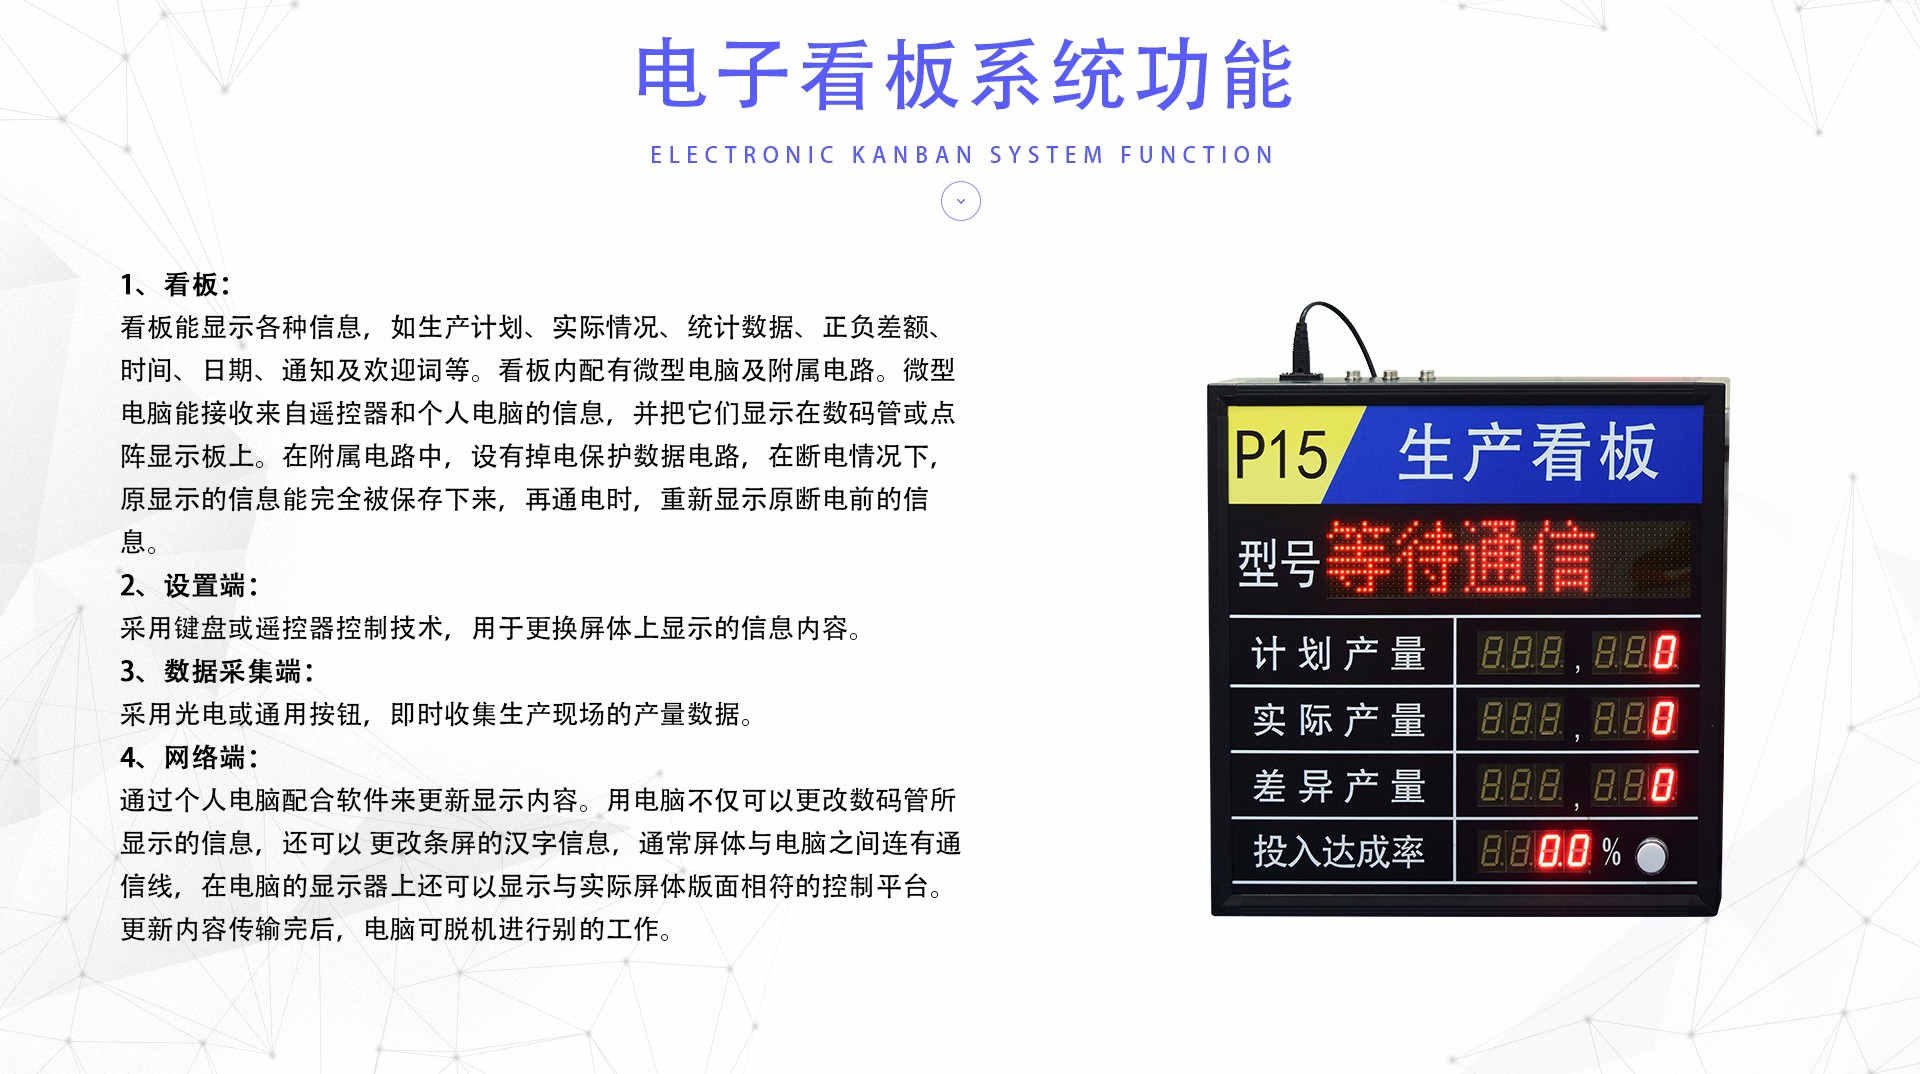 电子看板系统功能
ELECTRONIC KANBAN SYSTEM FUNCTION
1、看板：
看板能显示各种信息，如生产计划、实际情况、统计数据、正负差额、
时间、日期、通知及欢迎词等。看板内配有微型电脑及附属电路。微型
电脑能接收来自遥控器和个人电脑的信息，并把它们显示在数码管或点
阵显示板上。在附属电路中，设有掉电保护数据电路，在断电情况下，
原显示的信息能完全被保存下来，再通电时，重新显示原断电前的信
息。
2、设置端：
采用键盘或遥控器控制技术，用于更换屏体上显示的信息内容。
3、数据采集端：
采用光电或通用按钮，即时收集生产现场的产量数据。
4、网络端：
通过个人电脑配合软件来更新显示内容。用电脑不仅可以更改数码管所
显示的信息，还可以 更改条屏的汉字信息，通常屏体与电脑之间连有通
信线，在电脑的显示器上还可以显示与实际屏体版面相符的控制平台。
更新内容传输完后，电脑可脱机进行别的工作。
P15 生产看板
型号 等待通信
计划产量 , 0
实际产量 , 0
差异产量 , 0
投入达成率 0.0 %